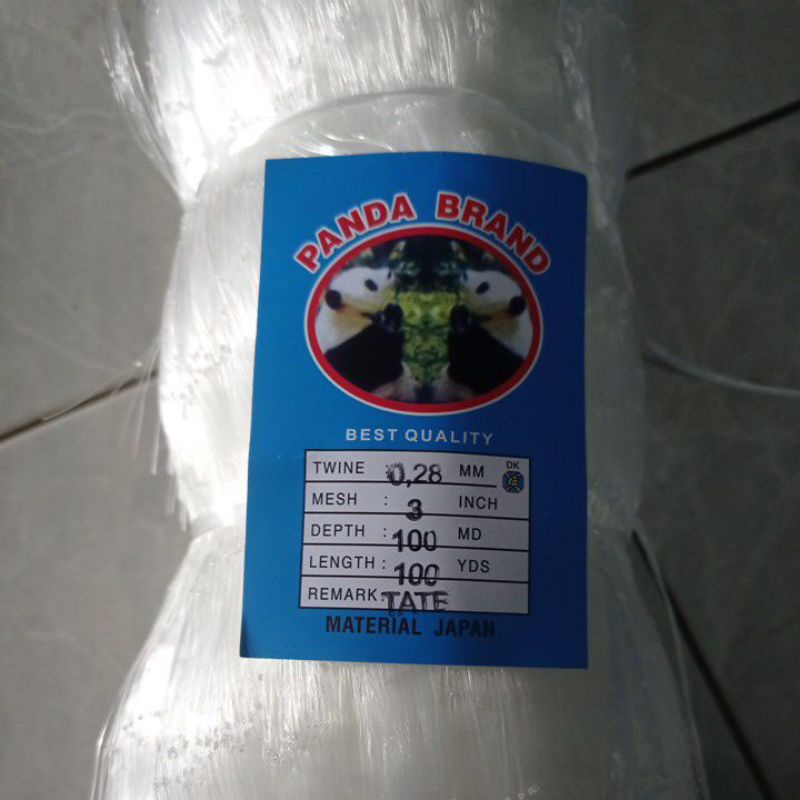 PANDA BRAND
BEST QUALITY
TWINE : 0,28 MM DK
MESH : 3 INCH
DEPTH : 100 MD
LENGTH : 100 YDS
REMARK : TATE
MATERIAL JAPAN